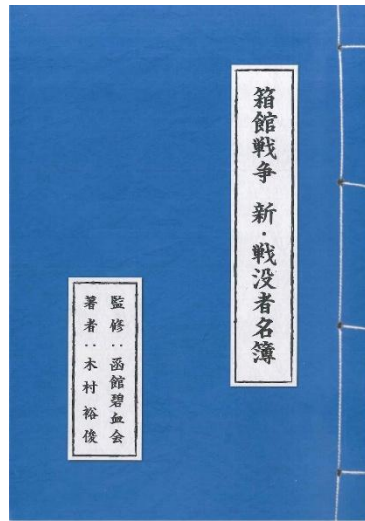 箱館戦争 新・戦没者名簿
監修：函館碧血会
著者：木村裕俊